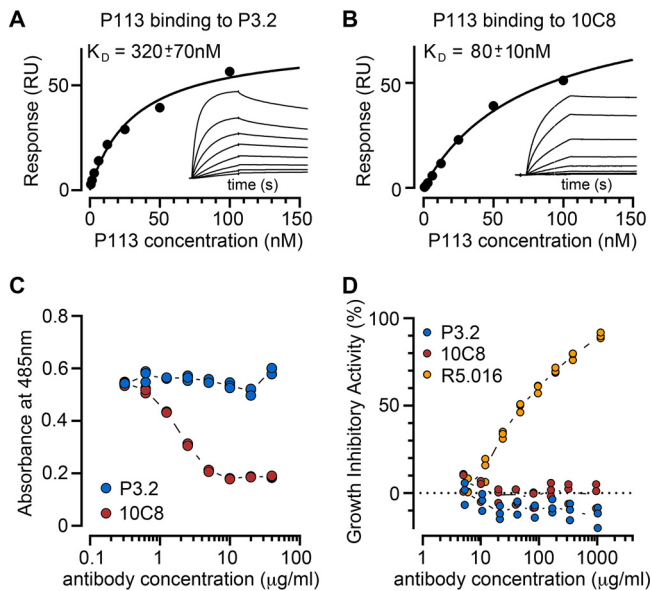 A
P113 binding to P3.2
K_D = 320±70nM
Response (RU)
50
0
time (s)
0 50 100 150
P113 concentration (nM)
B
P113 binding to 10C8
K_D = 80±10nM
Response (RU)
50
0
time (s)
0 50 100 150
P113 concentration (nM)
C
Absorbance at 485nm
0.8
0.6
0.4
0.2
0
P3.2
10C8
0.1 1 10 100
antibody concentration (μg/ml)
D
Growth Inhibitory Activity (%)
100
50
0
P3.2
10C8
R5.016
1 10 100 1000
antibody concentration (μg/ml)